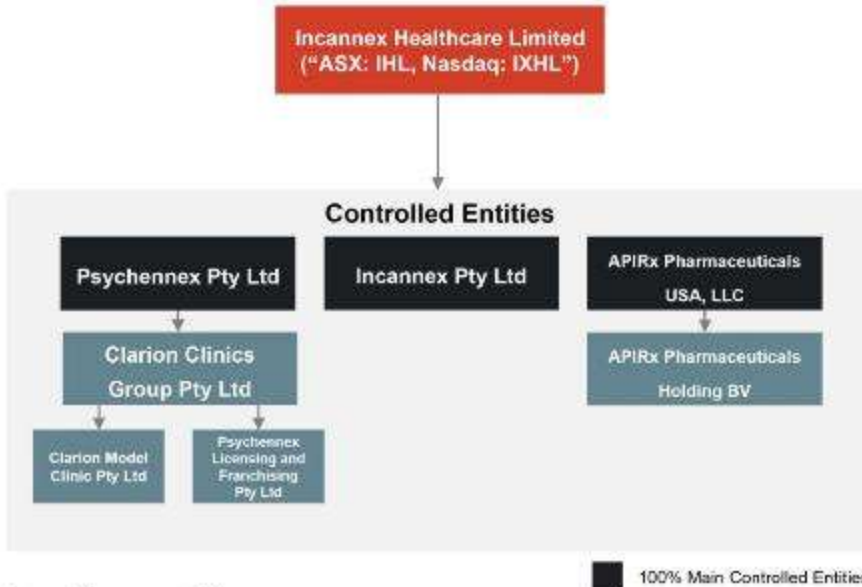 Incannex Healthcare Limited
("ASX: IHL, Nasdaq: IXHL")
Controlled Entities
Psychennex Pty Ltd
Incannex Pty Ltd
APIRx Pharmaceuticals
USA, LLC
Clarion Clinics
Group Pty Ltd
APIRx Pharmaceuticals
Holding BV
Clarion Model
Clinic Pty Ltd
Psychennex
Licensing and
Franchising
Pty Ltd
100% Main Controlled Entities